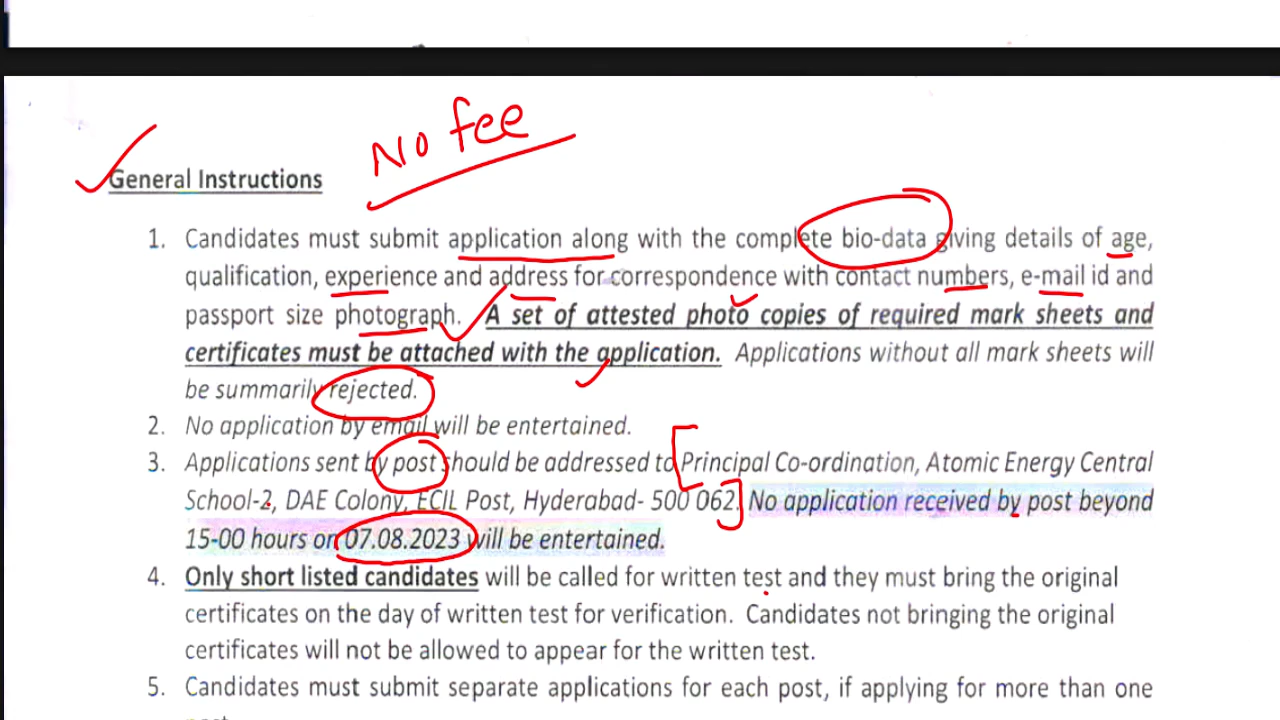 No fee
General Instructions
1. Candidates must submit application along with the complete bio-data giving details of age,
qualification, experience and address for correspondence with contact numbers, e-mail id and
passport size photograph. A set of attested photo copies of required mark sheets and
certificates must be attached with the application. Applications without all mark sheets will
be summarily rejected.
2. No application by email will be entertained.
3. Applications sent by post should be addressed to Principal Co-ordination, Atomic Energy Central
School-2, DAE Colony, ECIL Post, Hyderabad- 500 062. No application received by post beyond
15-00 hours on 07.08.2023 will be entertained.
4. Only short listed candidates will be called for written test and they must bring the original
certificates on the day of written test for verification. Candidates not bringing the original
certificates will not be allowed to appear for the written test.
5. Candidates must submit separate applications for each post, if applying for more than one